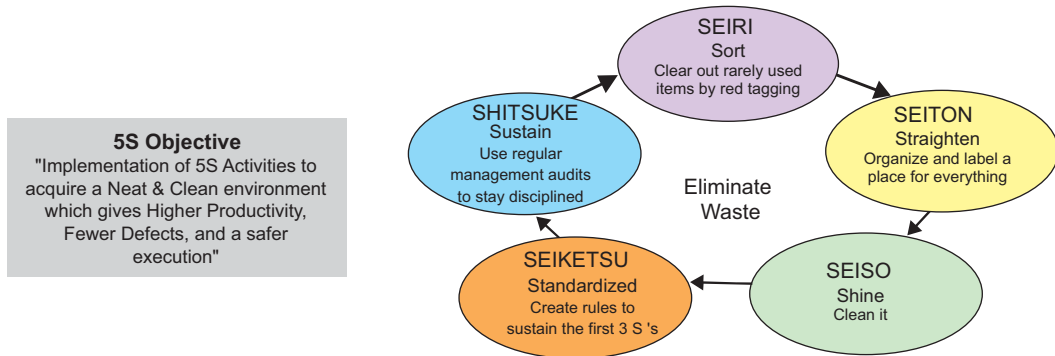 5S Objective
"Implementation of 5S Activities to
acquire a Neat & Clean environment
which gives Higher Productivity,
Fewer Defects, and a safer
execution"
SEIRI
Sort
Clear out rarely used
items by red tagging
SEITON
Straighten
Organize and label a
place for everything
SEISO
Shine
Clean it
SEIKETSU
Standardized
Create rules to
sustain the first 3 S 's
SHITSUKE
Sustain
Use regular
management audits
to stay disciplined
Eliminate
Waste